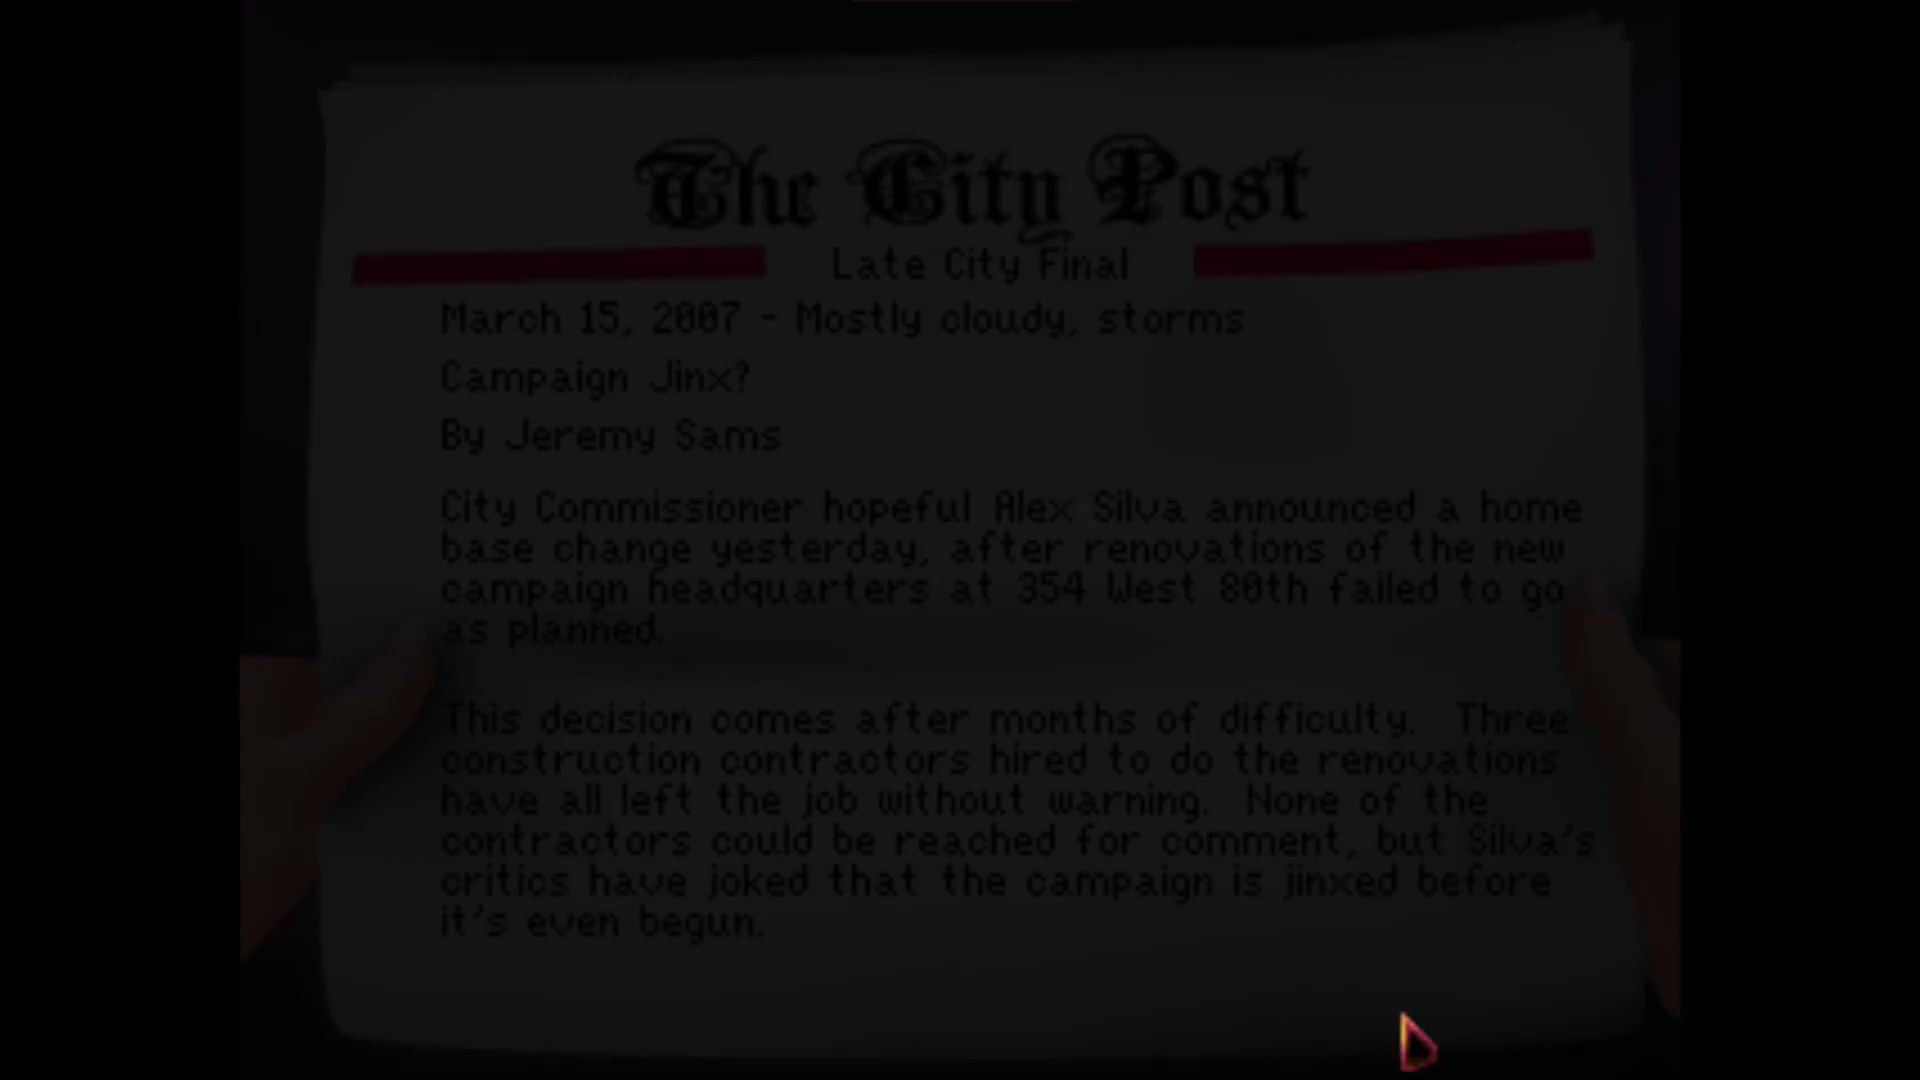 The City Post
Late City Final
March 15, 2007 - Mostly cloudy, storms
Campaign Jinx?
By Jeremy Sams
City Commissioner hopeful Alex Silva announced a home
base change yesterday, after renovations of the new
campaign headquarters at 354 West 80th failed to go
as planned.
This decision comes after months of difficulty.  Three
construction contractors hired to do the renovations
have all left the job without warning.  None of the
contractors could be reached for comment, but Silva's
critics have joked that the campaign is jinxed before
it's even begun.